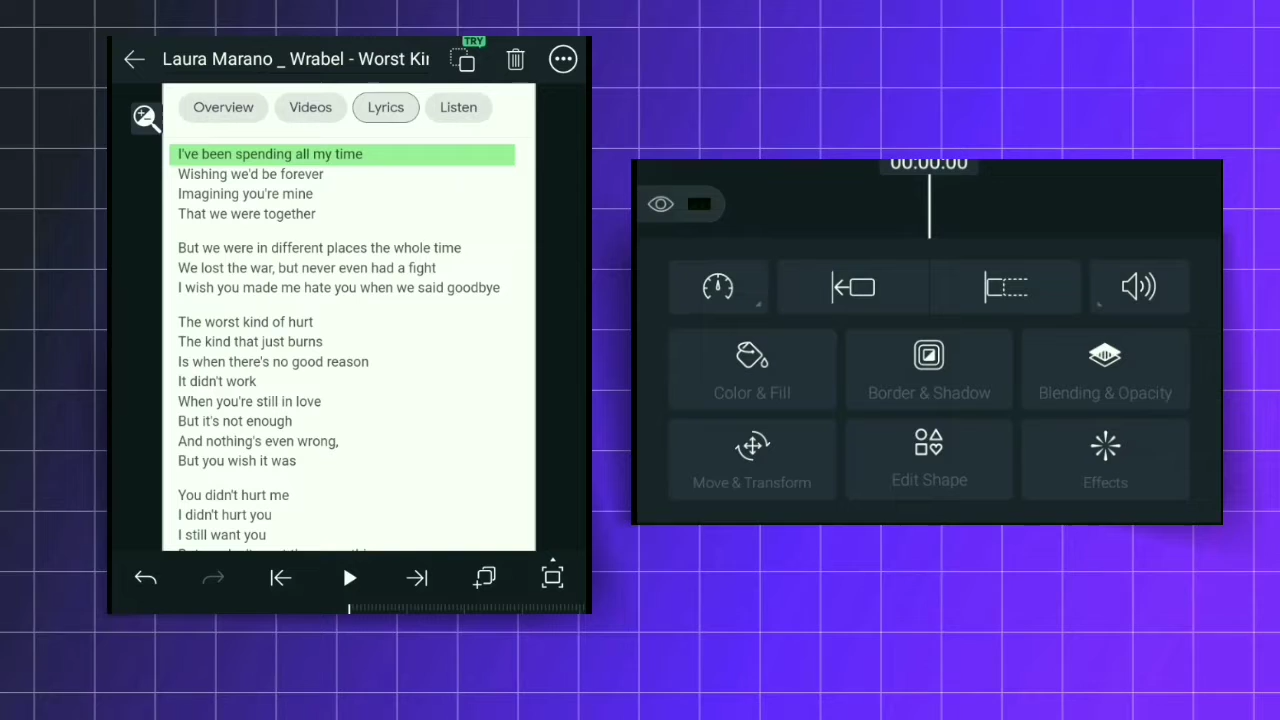 TRY
Laura Marano _ Wrabel - Worst Kin
Overview
Videos
Lyrics
Listen
I've been spending all my time
Wishing we'd be forever
Imagining you're mine
That we were together
But we were in different places the whole time
We lost the war, but never even had a fight
I wish you made me hate you when we said goodbye
The worst kind of hurt
The kind that just burns
Is when there's no good reason
It didn't work
When you're still in love
But it's not enough
And nothing's even wrong,
But you wish it was
You didn't hurt me
I didn't hurt you
I still want you
00:00:00
Color & Fill
Border & Shadow
Blending & Opacity
Move & Transform
Edit Shape
Effects